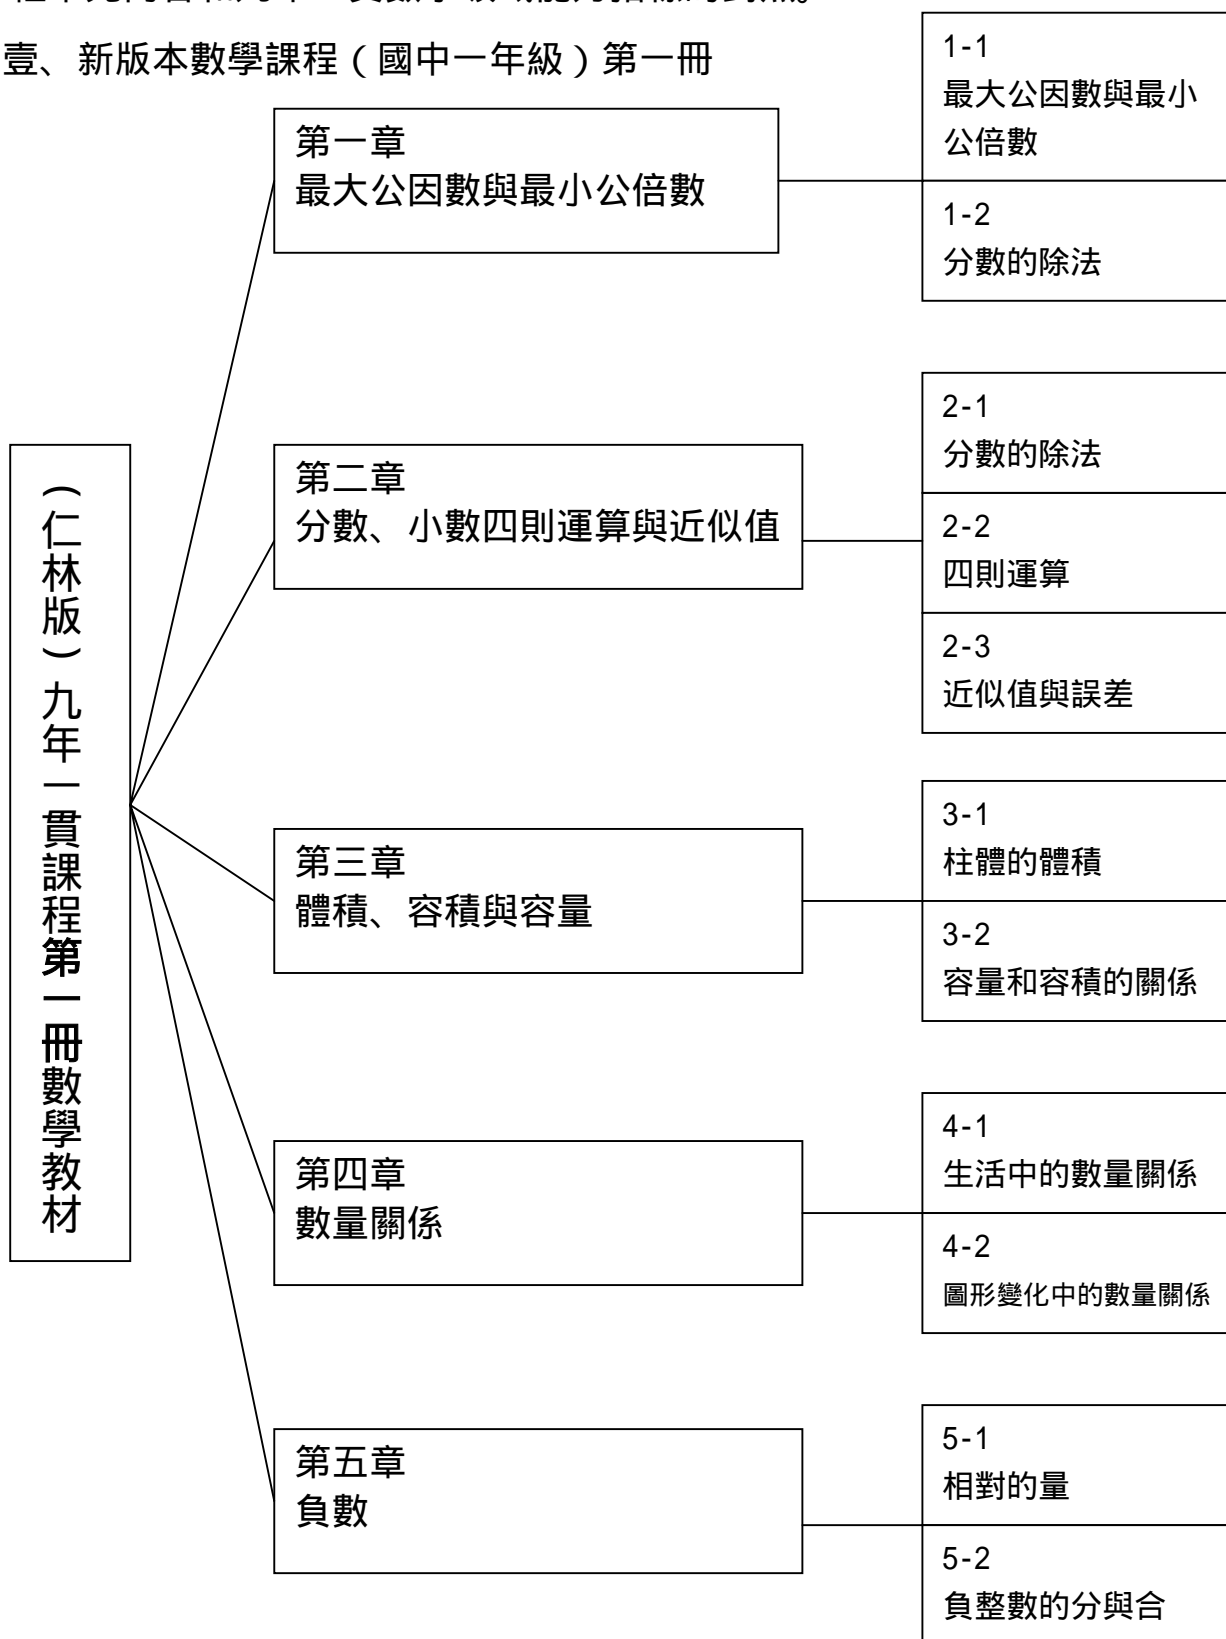 壹、新版本數學課程（國中一年級）第一冊
（仁林版）九年一貫課程第一冊數學教材
第一章
最大公因數與最小公倍數
1-1
最大公因數與最小
公倍數
1-2
分數的除法
第二章
分數、小數四則運算與近似值
2-1
分數的除法
2-2
四則運算
2-3
近似值與誤差
第三章
體積、容積與容量
3-1
柱體的體積
3-2
容量和容積的關係
第四章
數量關係
4-1
生活中的數量關係
4-2
圖形變化中的數量關係
第五章
負數
5-1
相對的量
5-2
負整數的分與合